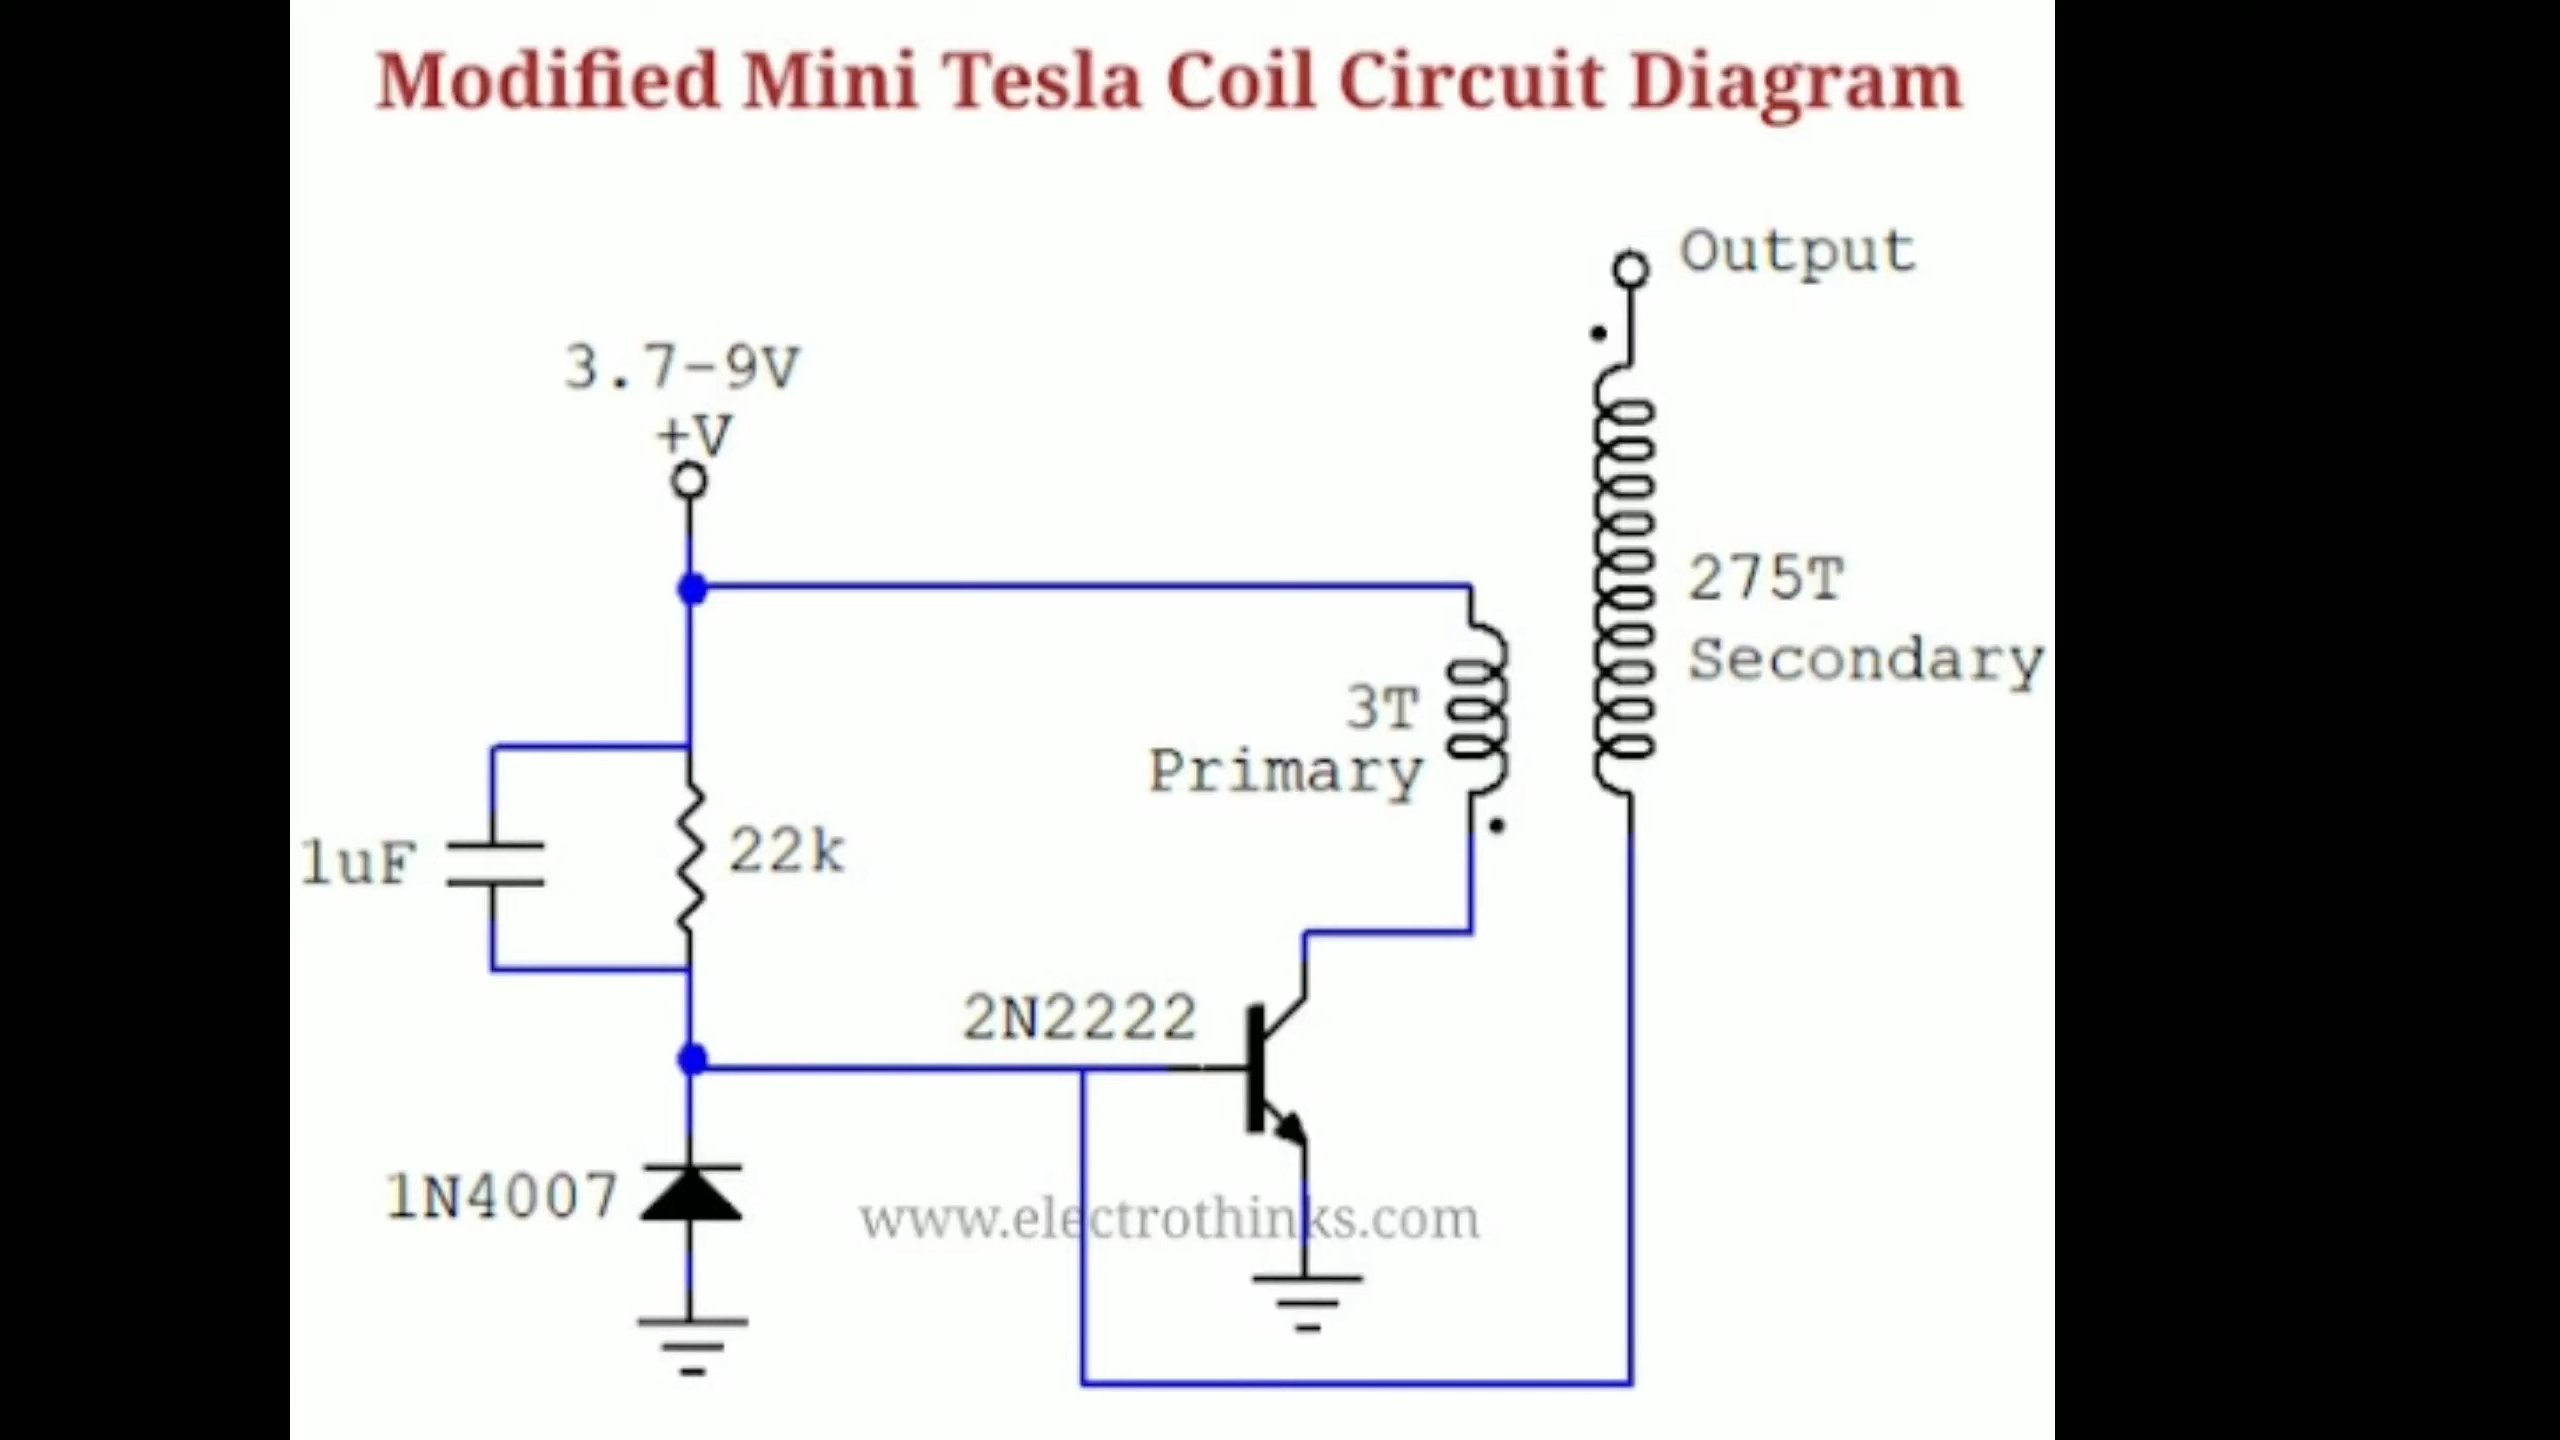 Modified Mini Tesla Coil Circuit Diagram
Output
3.7-9V
+V
275T
Secondary
3T
Primary
1uF
22k
2N2222
1N4007
www.electrothinks.com